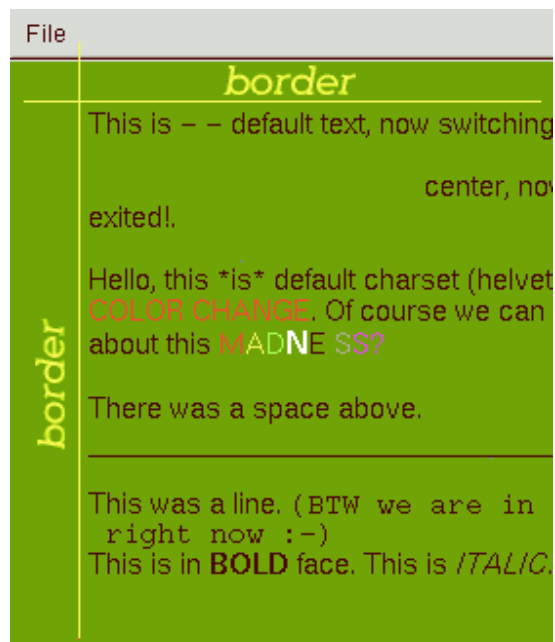 File
border
This is – – default text, now switching
center, now
exited!.
Hello, this *is* default charset (helvet
COLOR CHANGE. Of course we can
about this MADNE SS?
border
There was a space above.
This was a line. (BTW we are in
right now :-)
This is in BOLD face. This is ITALIC.